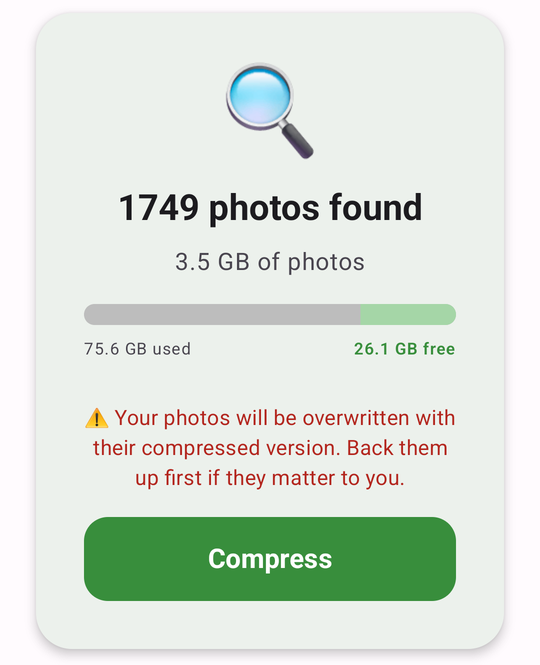 1749 photos found
3.5 GB of photos
75.6 GB used
26.1 GB free
⚠️ Your photos will be overwritten with
their compressed version. Back them
up first if they matter to you.
Compress